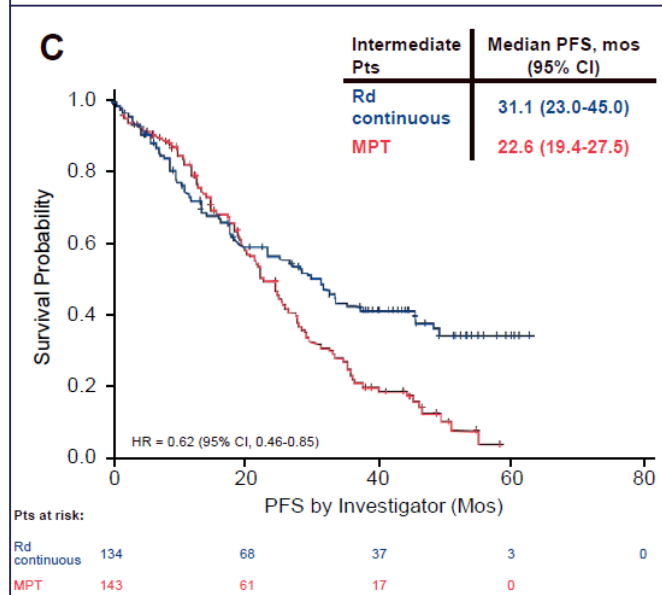 C
Intermediate Pts Median PFS, mos (95% CI)
Rd continuous 31.1 (23.0-45.0)
MPT 22.6 (19.4-27.5)
Survival Probability
1.0
0.8
0.6
0.4
0.2
0.0
HR = 0.62 (95% CI, 0.46-0.85)
0 20 40 60 80
PFS by Investigator (Mos)
Pts at risk:
Rd continuous 134 68 37 3 0
MPT 143 61 17 0